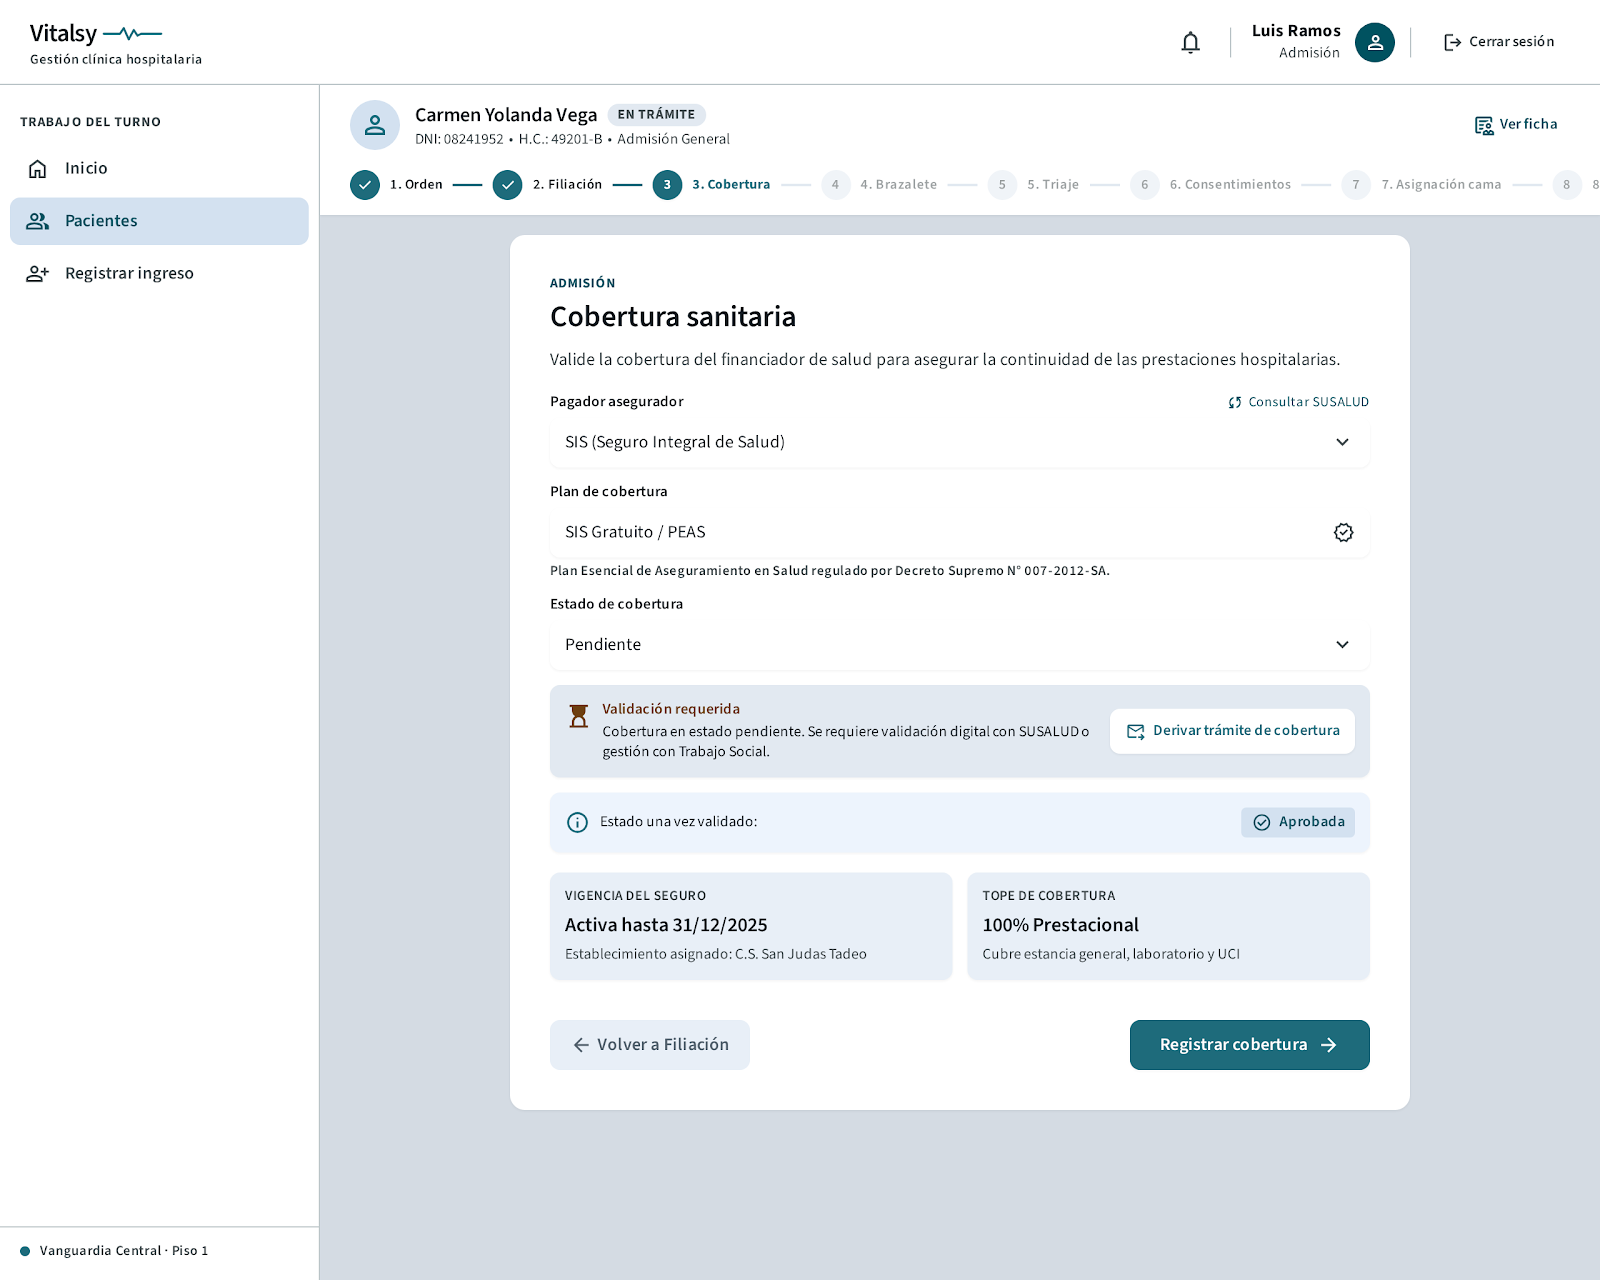 Vitalsy
Gestión clínica hospitalaria
Luis Ramos
Admisión
Cerrar sesión
TRABAJO DEL TURNO
Inicio
Pacientes
Registrar ingreso
Vanguardia Central · Piso 1
Carmen Yolanda Vega EN TRÁMITE
DNI: 08241952 • H.C.: 49201-B • Admisión General
Ver ficha
1. Orden 2. Filiación 3 3. Cobertura 4 4. Brazalete 5 5. Triaje 6 6. Consentimientos 7 7. Asignación cama 8 8
ADMISIÓN
Cobertura sanitaria
Valide la cobertura del financiador de salud para asegurar la continuidad de las prestaciones hospitalarias.
Pagador asegurador Consultar SUSALUD
SIS (Seguro Integral de Salud)
Plan de cobertura
SIS Gratuito / PEAS
Plan Esencial de Aseguramiento en Salud regulado por Decreto Supremo N° 007-2012-SA.
Estado de cobertura
Pendiente
Validación requerida
Cobertura en estado pendiente. Se requiere validación digital con SUSALUD o
gestión con Trabajo Social.
Derivar trámite de cobertura
Estado una vez validado: Aprobada
VIGENCIA DEL SEGURO
Activa hasta 31/12/2025
Establecimiento asignado: C.S. San Judas Tadeo
TOPE DE COBERTURA
100% Prestacional
Cubre estancia general, laboratorio y UCI
Volver a Filiación
Registrar cobertura